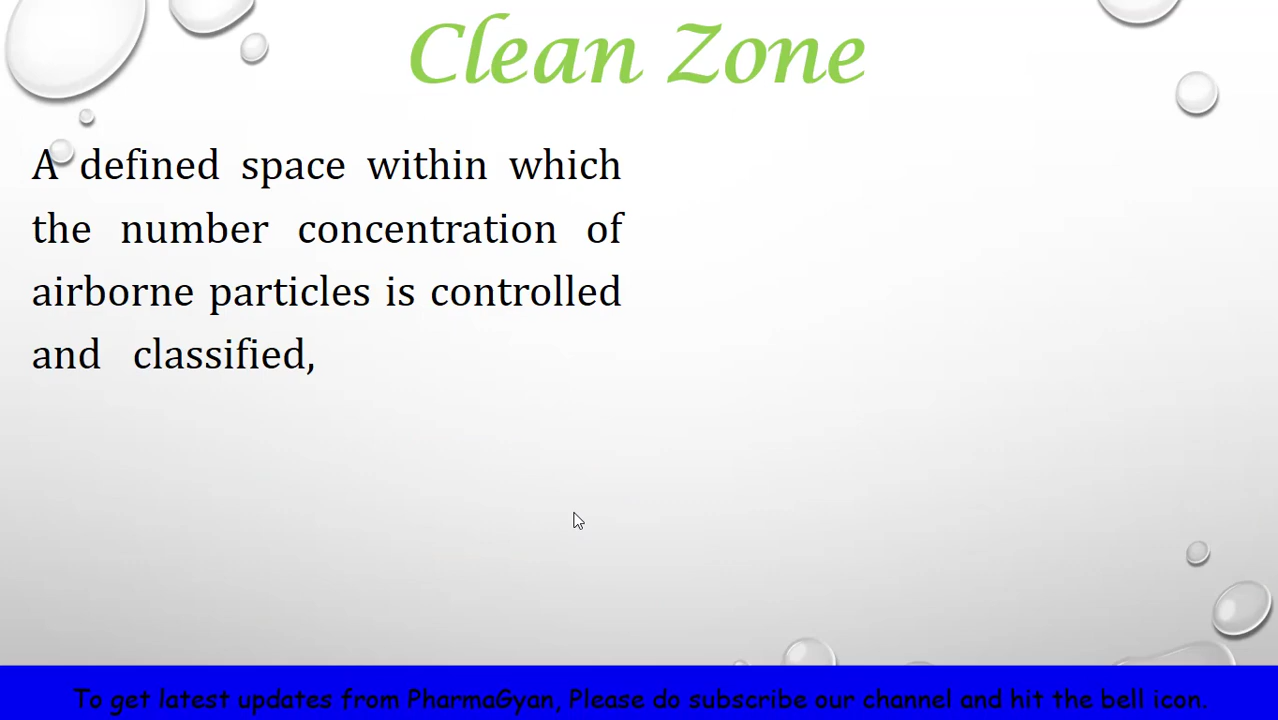 Clean Zone
A defined space within which
the number concentration of
airborne particles is controlled
and classified,
To get latest updates from PharmaGyan, Please do subscribe our channel and hit the bell icon.